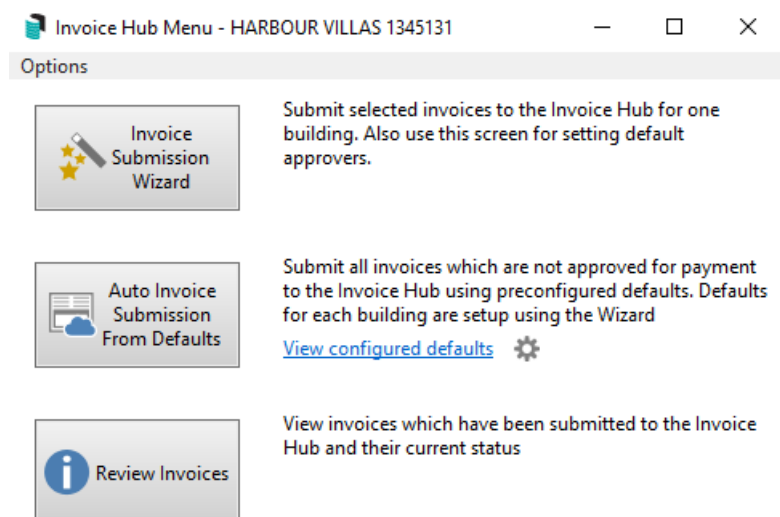 Invoice Hub Menu - HARBOUR VILLAS 1345131
Options
Invoice
Submission
Wizard
Submit selected invoices to the Invoice Hub for one
building. Also use this screen for setting default
approvers.
Auto Invoice
Submission
From Defaults
Submit all invoices which are not approved for payment
to the Invoice Hub using preconfigured defaults. Defaults
for each building are setup using the Wizard
View configured defaults
Review Invoices
View invoices which have been submitted to the Invoice
Hub and their current status